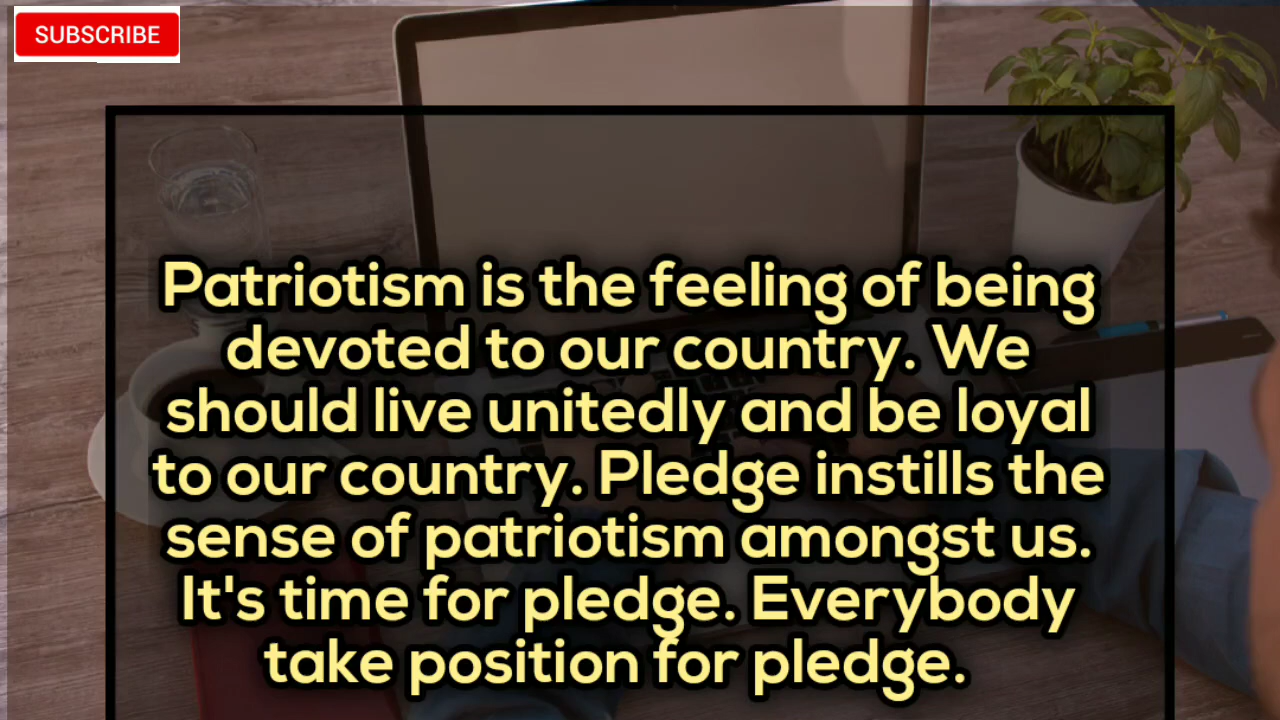 SUBSCRIBE
Patriotism is the feeling of being
devoted to our country. We
should live unitedly and be loyal
to our country. Pledge instills the
sense of patriotism amongst us.
It's time for pledge. Everybody
take position for pledge.